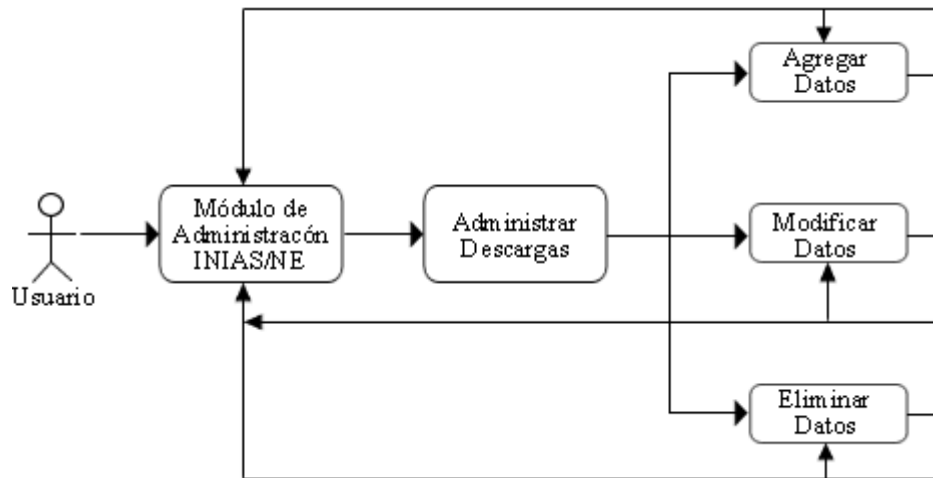 Agregar
Datos
Módulo de
Administracón
INIAS/NE
Administrar
Descargas
Modificar
Datos
Usuario
Eliminar
Datos